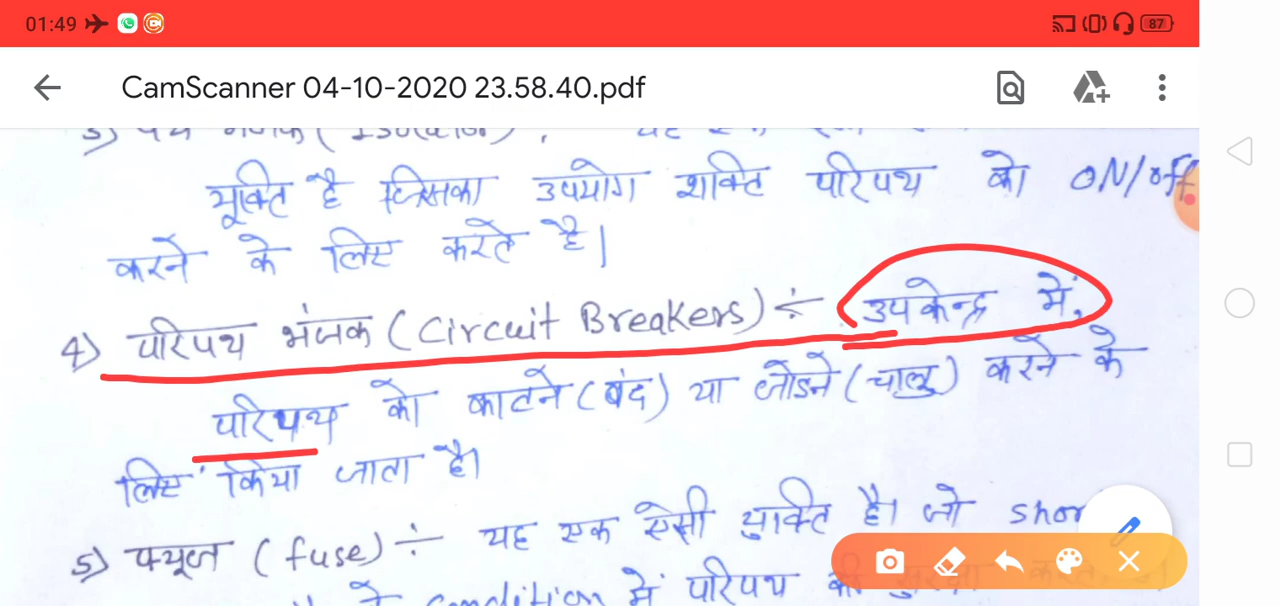 01:49
87
CamScanner 04-10-2020 23.58.40.pdf
युक्ति है जिसका उपयोग शक्ति परिपथ को ON/off
करने के लिए करते है।
4) परिपथ भंजक (Circuit Breakers) ÷ उपकेन्द्र में,
परिपथ को काटने (बंद) या जोडने (चालु) करने के
लिए किया जाता है।
5) फ्यूज (fuse) ÷ यह एक ऐसी युक्ति है। जो shor
condition में परिपथ की